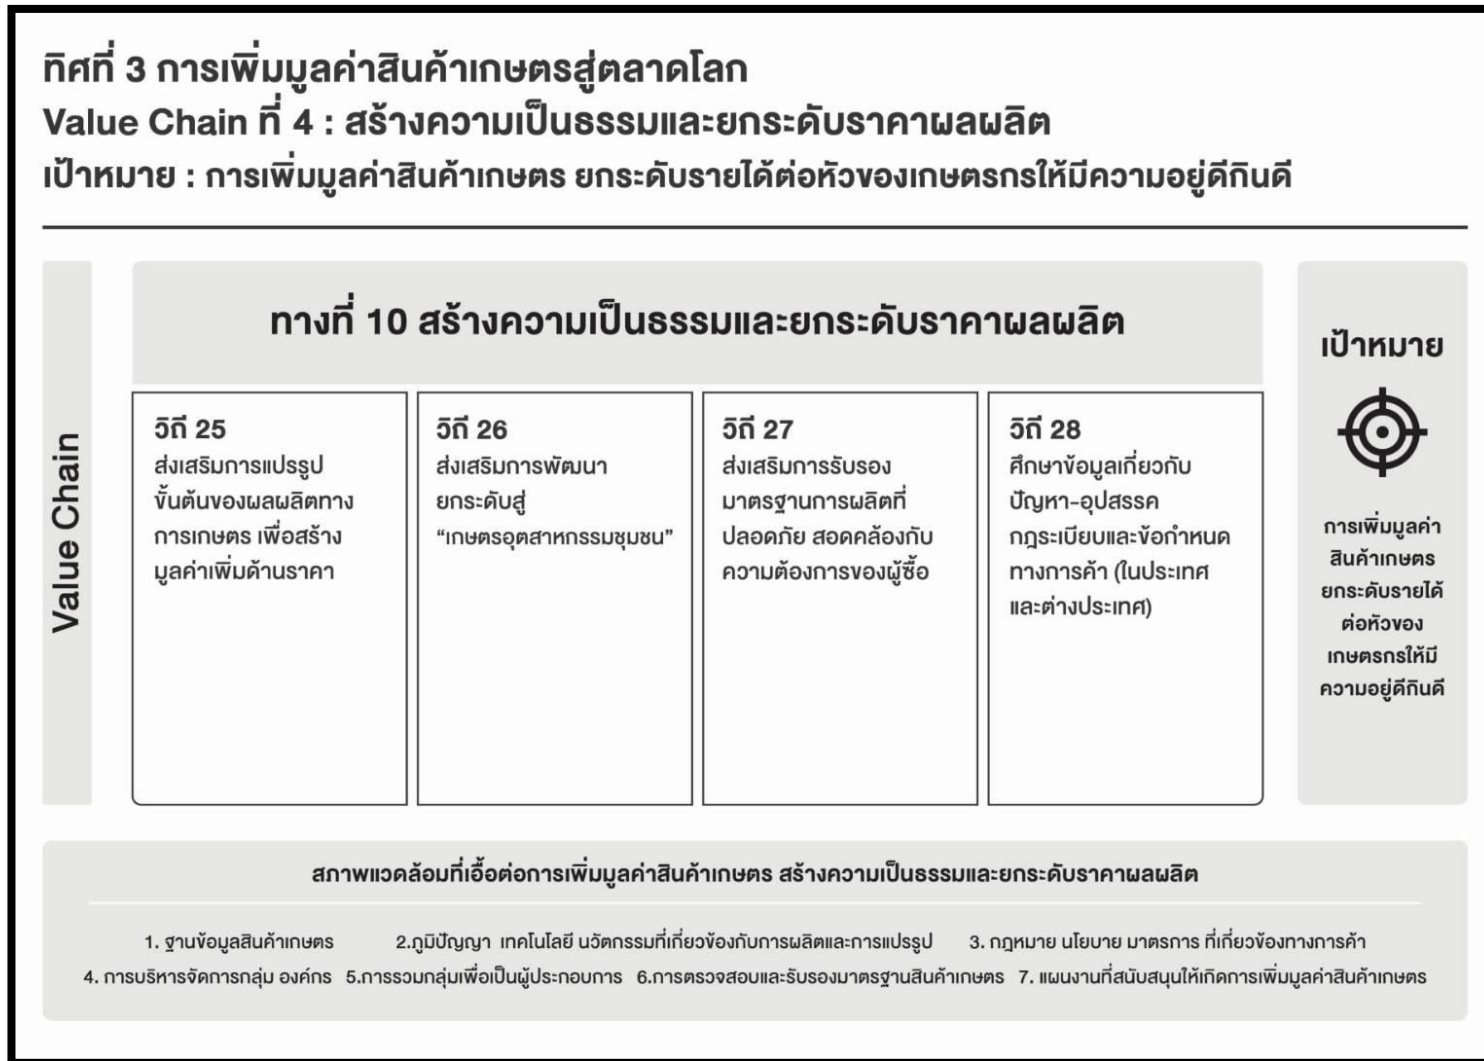 ทิศที่ 3 การเพิ่มมูลค่าสินค้าเกษตรสู่ตลาดโลก
Value Chain ที่ 4 : สร้างความเป็นธรรมและยกระดับราคาผลผลิต
เป้าหมาย : การเพิ่มมูลค่าสินค้าเกษตร ยกระดับรายได้ต่อหัวของเกษตรกรให้มีความอยู่ดีกินดี
Value Chain
ทางที่ 10 สร้างความเป็นธรรมและยกระดับราคาผลผลิต
วิถี 25
ส่งเสริมการแปรรูป
ขั้นต้นของผลผลิตทาง
การเกษตร เพื่อสร้าง
มูลค่าเพิ่มด้านราคา
วิถี 26
ส่งเสริมการพัฒนา
ยกระดับสู่
“เกษตรอุตสาหกรรมชุมชน”
วิถี 27
ส่งเสริมการรับรอง
มาตรฐานการผลิตที่
ปลอดภัย สอดคล้องกับ
ความต้องการของผู้ซื้อ
วิถี 28
ศึกษาข้อมูลเกี่ยวกับ
ปัญหา-อุปสรรค
กฎระเบียบและข้อกำหนด
ทางการค้า (ในประเทศ
และต่างประเทศ)
เป้าหมาย
การเพิ่มมูลค่า
สินค้าเกษตร
ยกระดับรายได้
ต่อหัวของ
เกษตรกรให้มี
ความอยู่ดีกินดี
สภาพแวดล้อมที่เอื้อต่อการเพิ่มมูลค่าสินค้าเกษตร สร้างความเป็นธรรมและยกระดับราคาผลผลิต
1. ฐานข้อมูลสินค้าเกษตร 2.ภูมิปัญญา เทคโนโลยี นวัตกรรมที่เกี่ยวข้องกับการผลิตและการแปรรูป 3. กฎหมาย นโยบาย มาตรการ ที่เกี่ยวข้องทางการค้า
4. การบริหารจัดการกลุ่ม องค์กร 5.การรวมกลุ่มเพื่อเป็นผู้ประกอบการ 6.การตรวจสอบและรับรองมาตรฐานสินค้าเกษตร 7. แผนงานที่สนับสนุนให้เกิดการเพิ่มมูลค่าสินค้าเกษตร